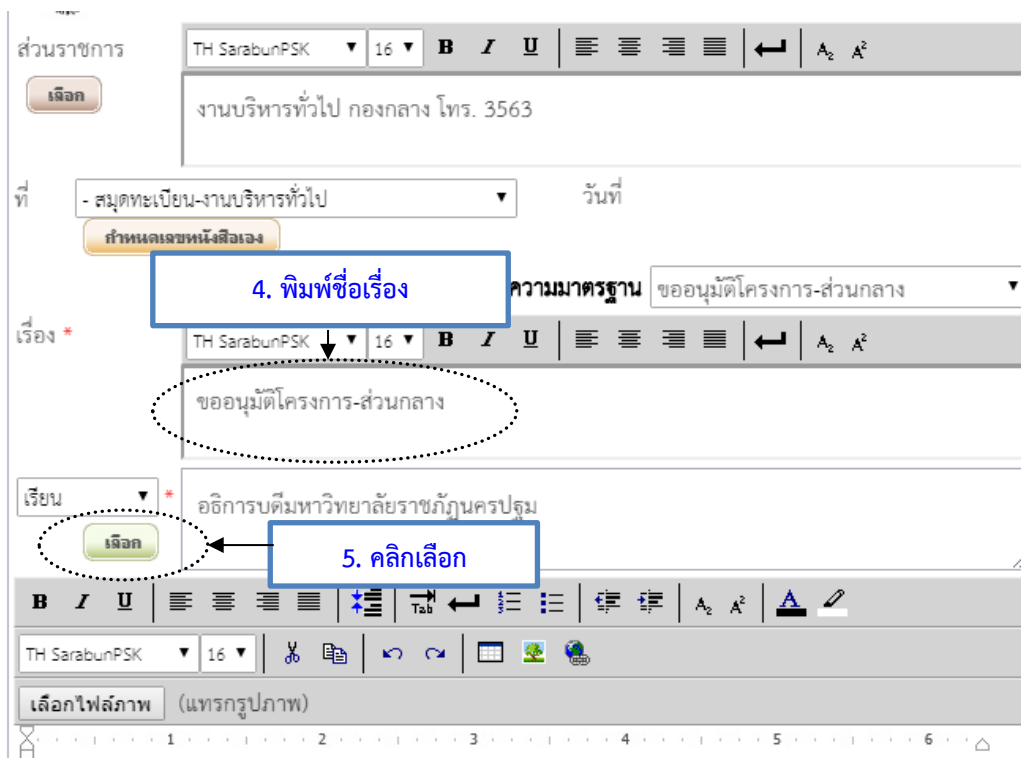 ส่วนราชการ
TH SarabunPSK 16 B I U A2 A2
เลือก
งานบริหารทั่วไป กองกลาง โทร. 3563
ที่ - สมุดทะเบียน-งานบริหารทั่วไป วันที่
กำหนดเลขหนังสือเอง
4. พิมพ์ชื่อเรื่อง ความมาตรฐาน ขออนุมัติโครงการ-ส่วนกลาง
เรื่อง * TH SarabunPSK 16 B I U A2 A2
ขออนุมัติโครงการ-ส่วนกลาง
เรียน * อธิการบดีมหาวิทยาลัยราชภัฏนครปฐม
เลือก 5. คลิกเลือก
B I U Tab A2 A2 A
TH SarabunPSK 16
เลือกไฟล์ภาพ (แทรกรูปภาพ)
1 2 3 4 5 6